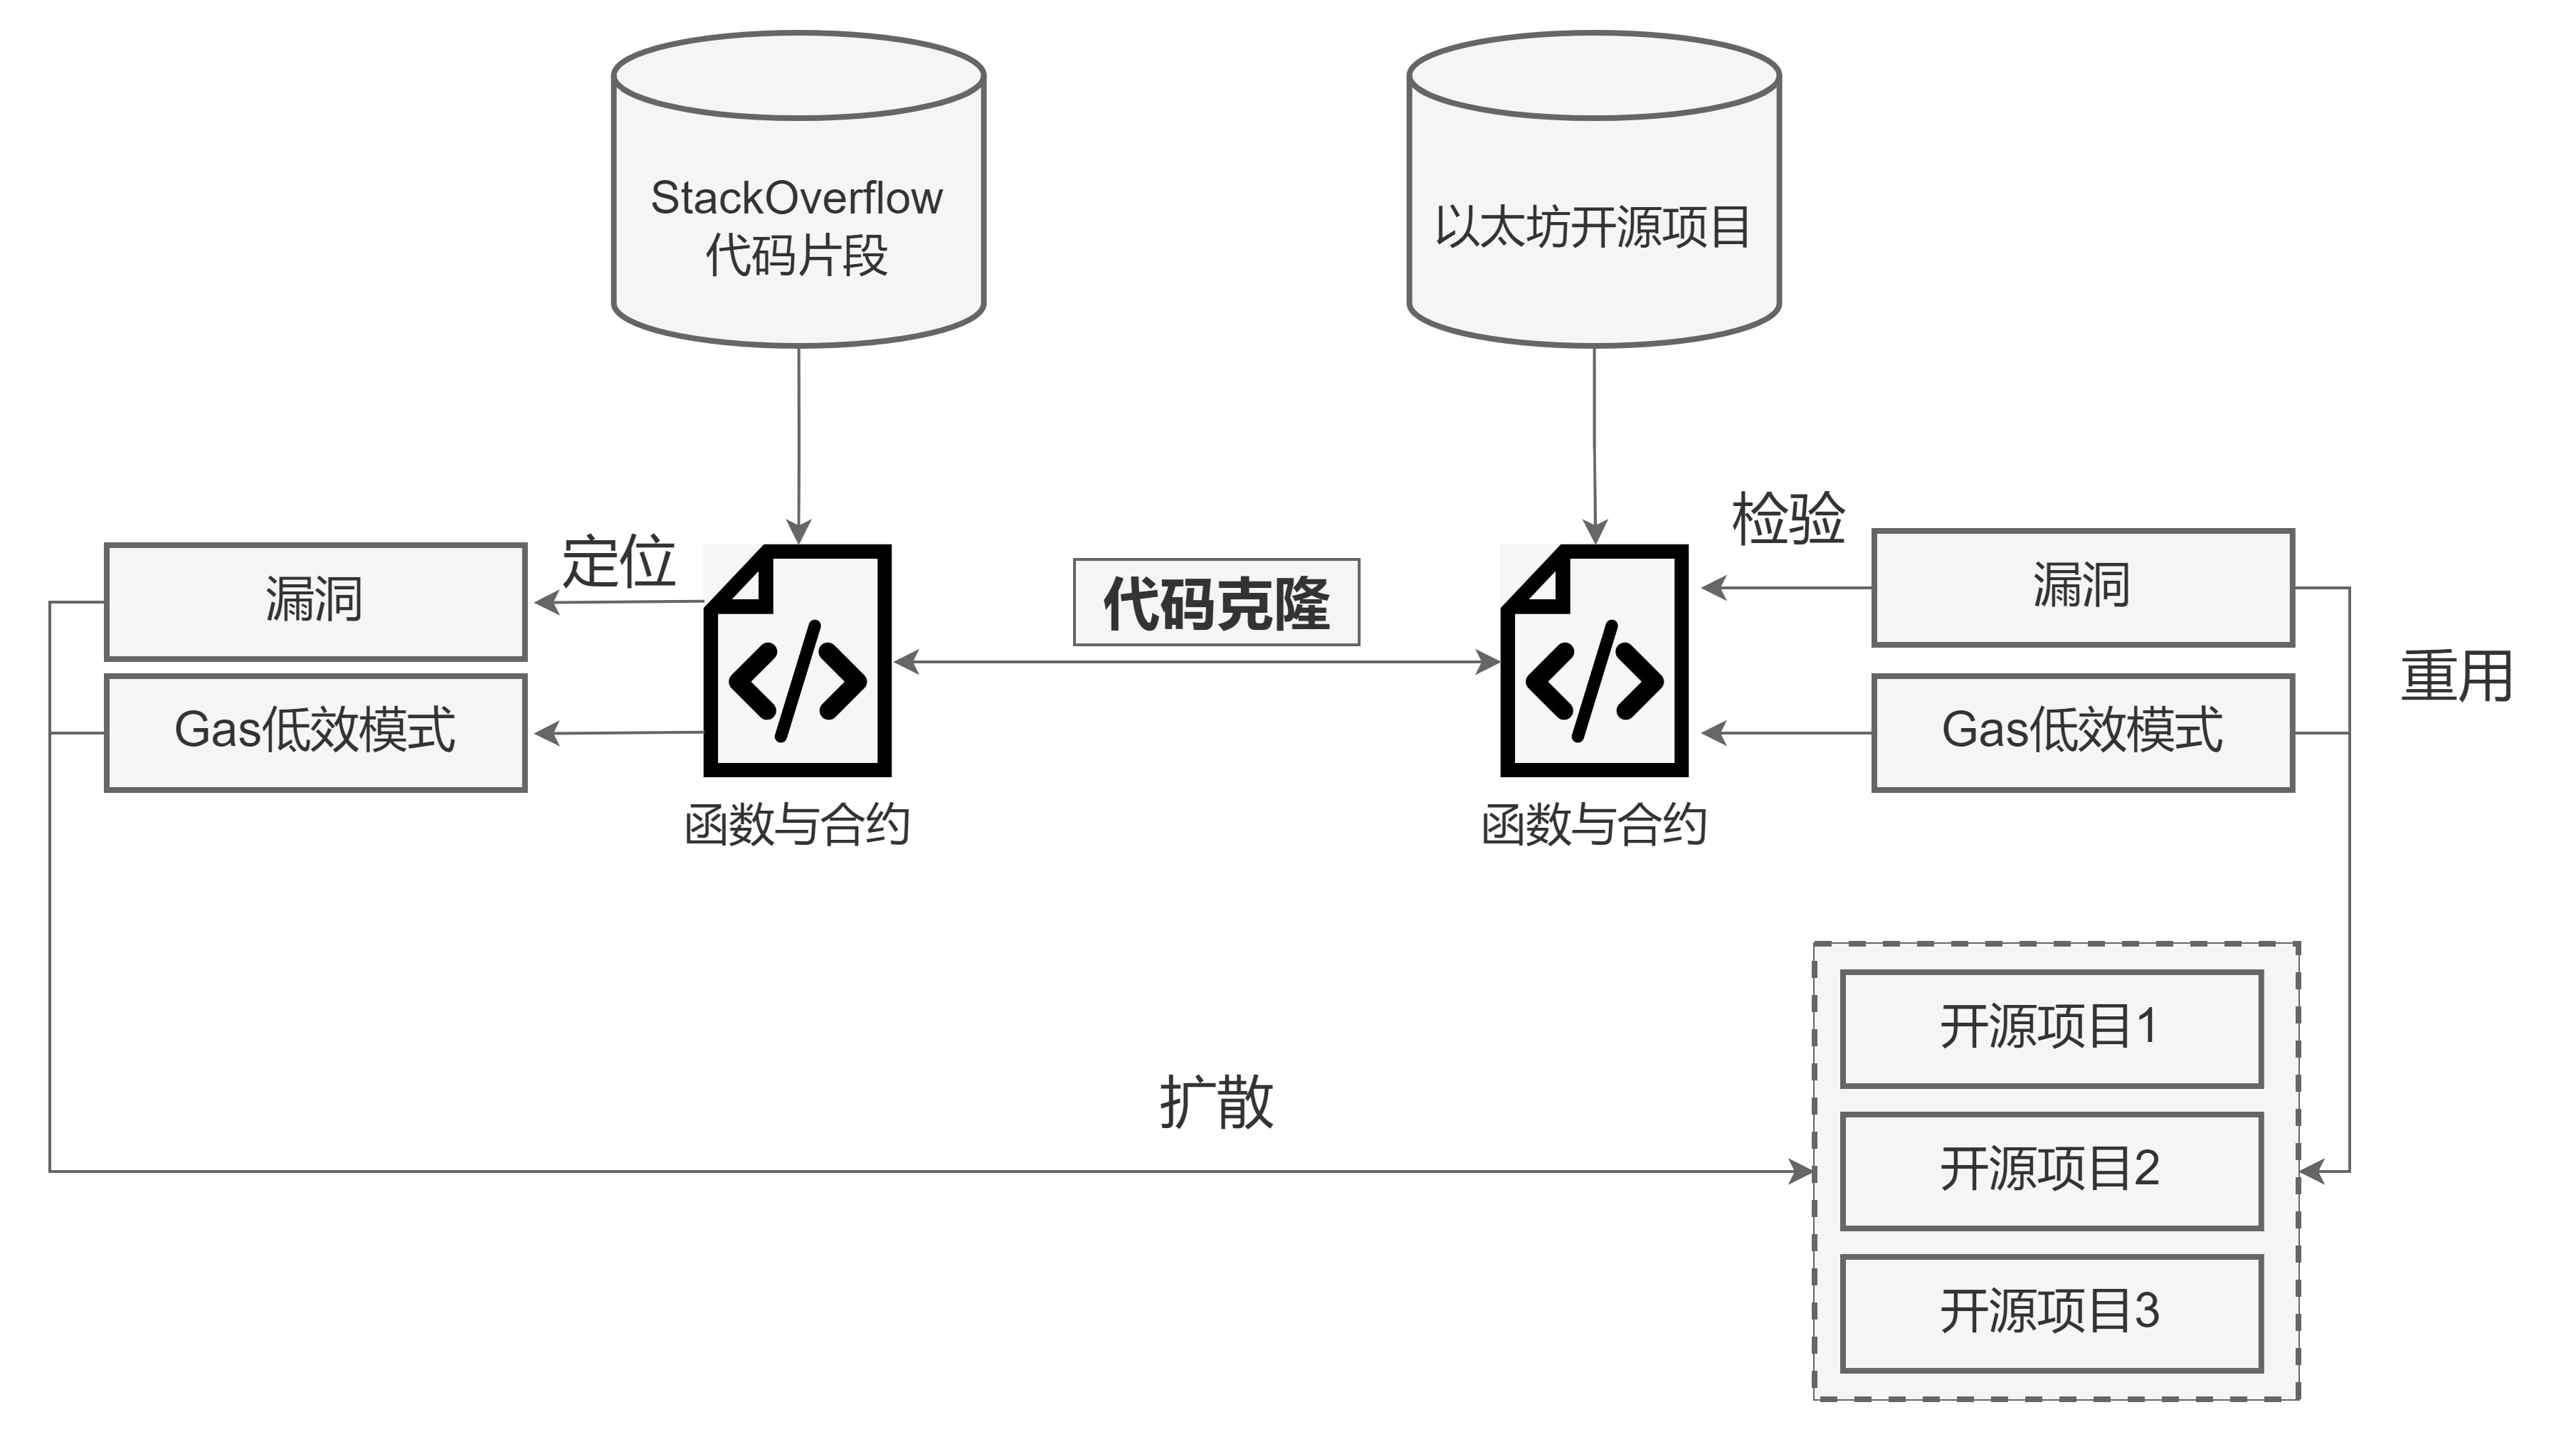 StackOverflow
代码片段
以太坊开源项目
定位
漏洞
Gas低效模式
函数与合约
代码克隆
函数与合约
检验
漏洞
Gas低效模式
重用
扩散
开源项目1
开源项目2
开源项目3